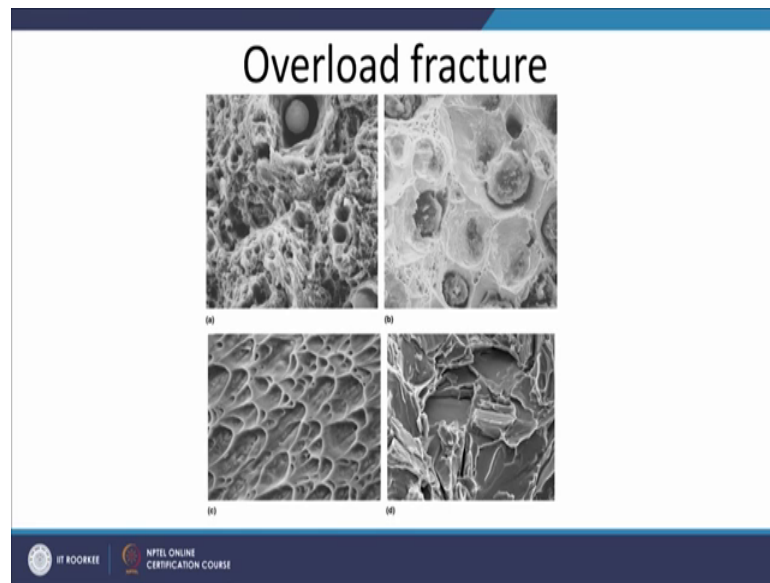 Overload fracture
(a)
(b)
(c)
(d)
IIT ROORKEE
NPTEL ONLINE
CERTIFICATION COURSE